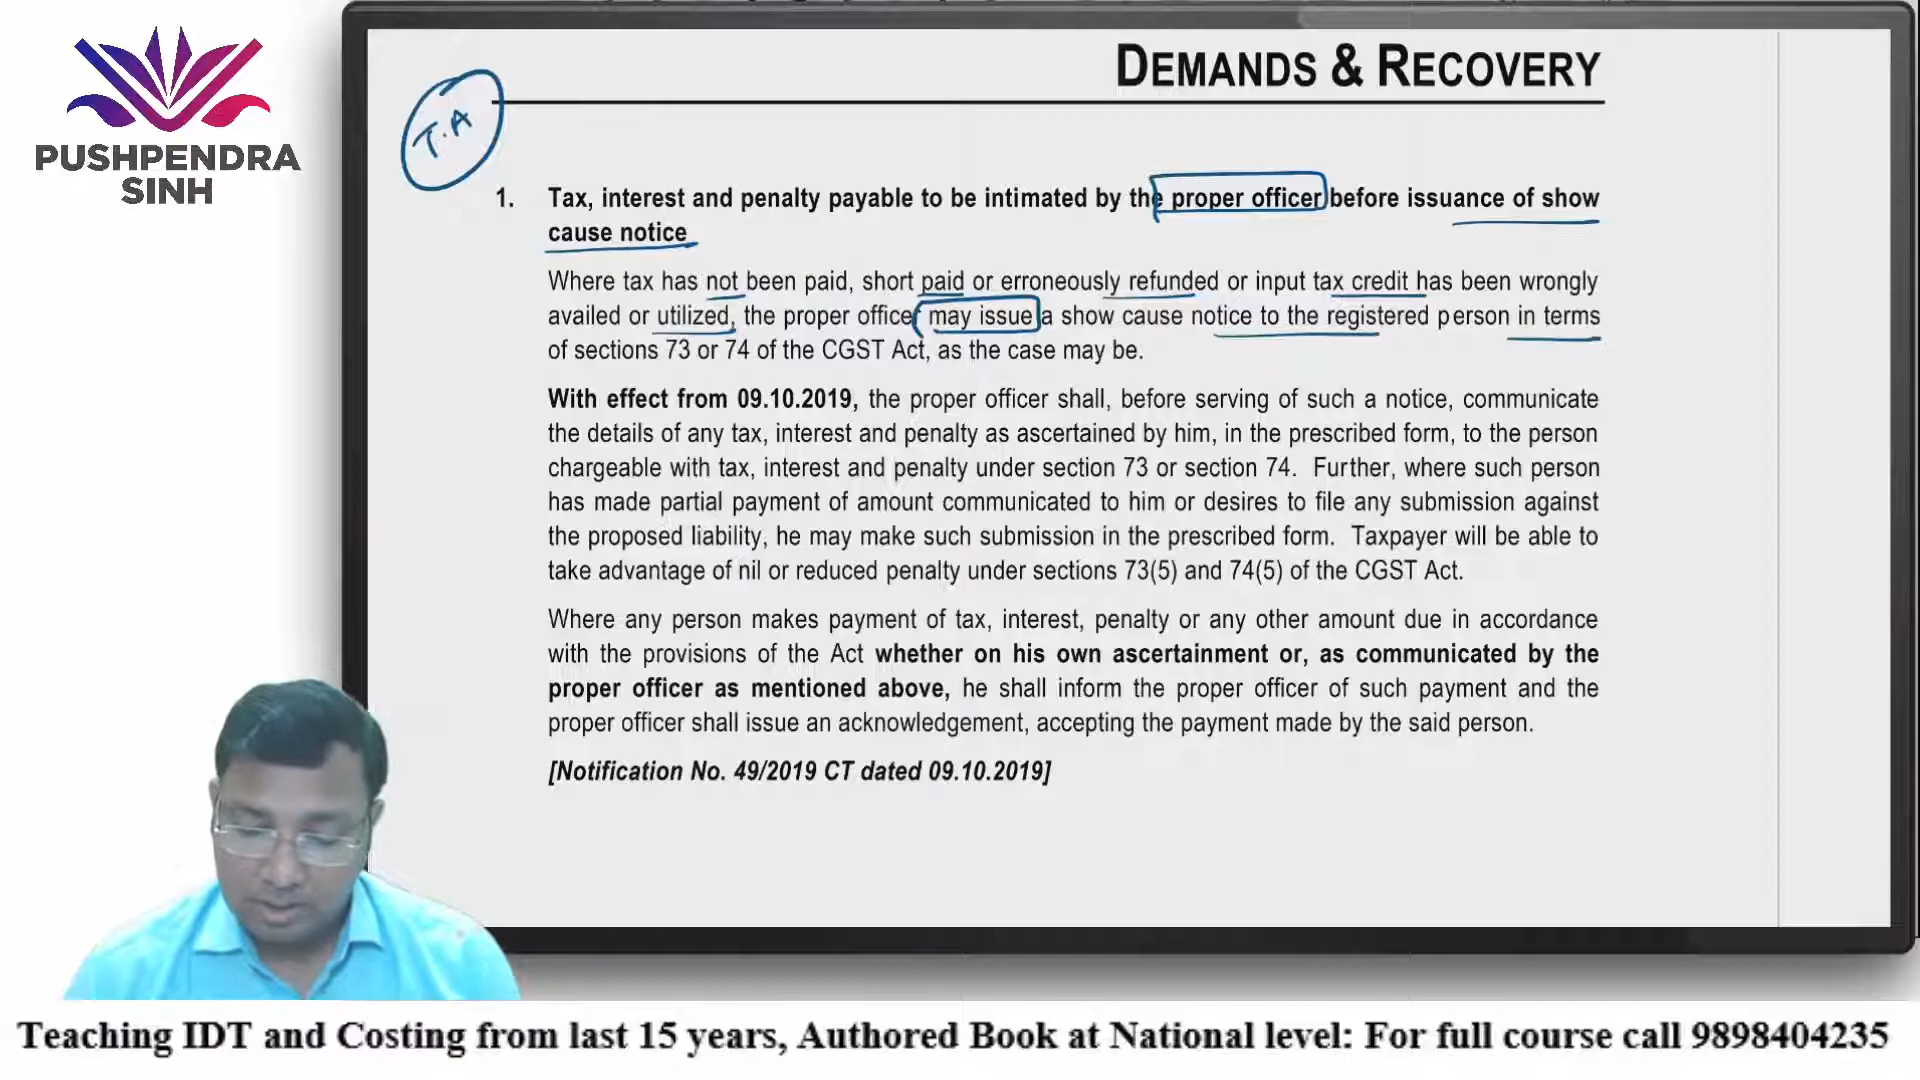 PUSHPENDRA
SINH
DEMANDS & RECOVERY
T.A
1. Tax, interest and penalty payable to be intimated by the proper officer before issuance of show
cause notice
Where tax has not been paid, short paid or erroneously refunded or input tax credit has been wrongly
availed or utilized, the proper officer may issue a show cause notice to the registered person in terms
of sections 73 or 74 of the CGST Act, as the case may be.
With effect from 09.10.2019, the proper officer shall, before serving of such a notice, communicate
the details of any tax, interest and penalty as ascertained by him, in the prescribed form, to the person
chargeable with tax, interest and penalty under section 73 or section 74. Further, where such person
has made partial payment of amount communicated to him or desires to file any submission against
the proposed liability, he may make such submission in the prescribed form. Taxpayer will be able to
take advantage of nil or reduced penalty under sections 73(5) and 74(5) of the CGST Act.
Where any person makes payment of tax, interest, penalty or any other amount due in accordance
with the provisions of the Act whether on his own ascertainment or, as communicated by the
proper officer as mentioned above, he shall inform the proper officer of such payment and the
proper officer shall issue an acknowledgement, accepting the payment made by the said person.
[Notification No. 49/2019 CT dated 09.10.2019]
Teaching IDT and Costing from last 15 years, Authored Book at National level: For full course call 9898404235